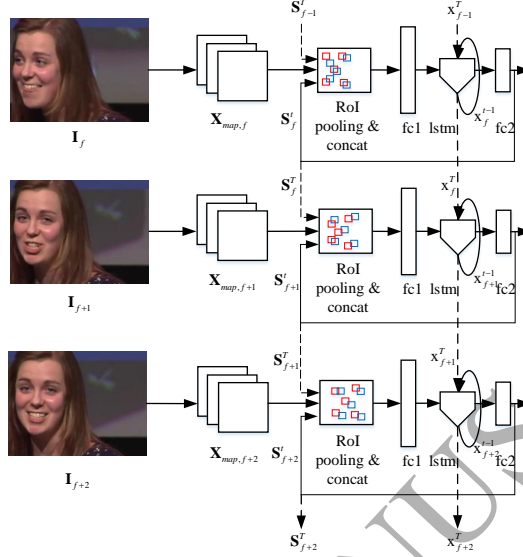 S^T_{f-1} x^T_{f-1}
I_f X_{map,f} S^t_f RoI pooling & concat fc1 lstm x^{t-1}_f fc2
S^T_f x^T_f
I_{f+1} X_{map,f+1} S^t_{f+1} RoI pooling & concat fc1 lstm x^{t-1}_{f+1} fc2
S^T_{f+1} x^T_{f+1}
I_{f+2} X_{map,f+2} S^t_{f+2} RoI pooling & concat fc1 lstm x^{t-1}_{f+2} fc2
S^T_{f+2} x^T_{f+2}
NUS